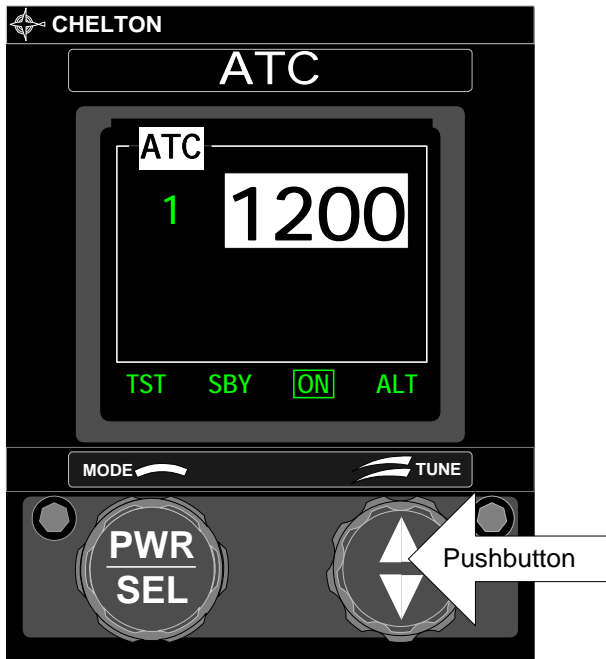 CHELTON
ATC
ATC
1 1200
TST SBY ON ALT
MODE TUNE
PWR
SEL
Pushbutton